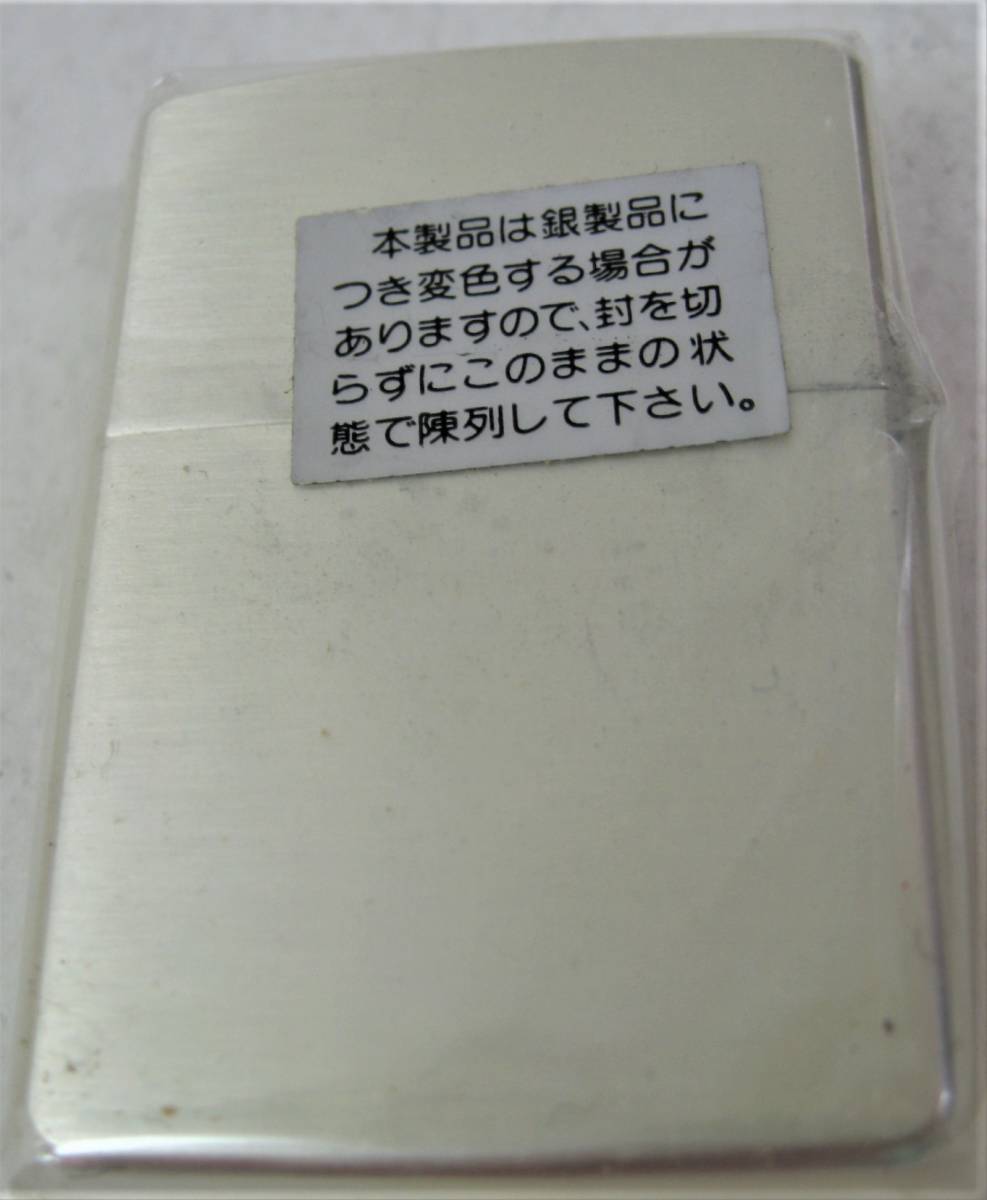 本製品は銀製品に
つき変色する場合が
ありますので、封を切
らずにこのままの状
態で陳列して下さい。